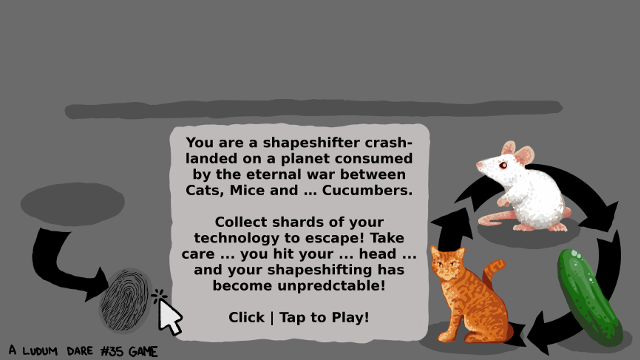 You are a shapeshifter crash-
landed on a planet consumed
by the eternal war between
Cats, Mice and ... Cucumbers.
Collect shards of your
technology to escape! Take
care ... you hit your ... head ...
and your shapeshifting has
become unpredctable!
Click | Tap to Play!
A LUDUM DARE #35 GAME